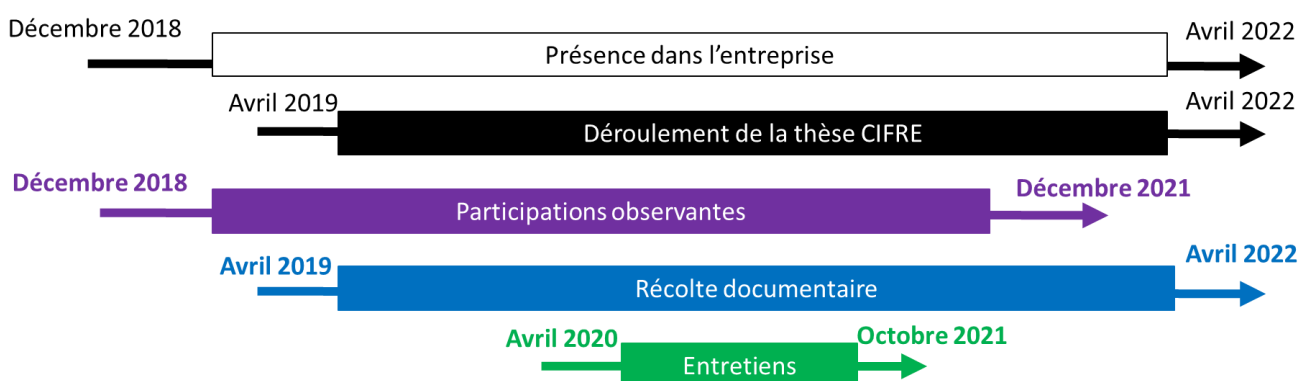 Décembre 2018
Présence dans l'entreprise
Avril 2022
Avril 2019
Déroulement de la thèse CIFRE
Avril 2022
Décembre 2018
Participations observantes
Décembre 2021
Avril 2019
Récolte documentaire
Avril 2022
Avril 2020
Entretiens
Octobre 2021